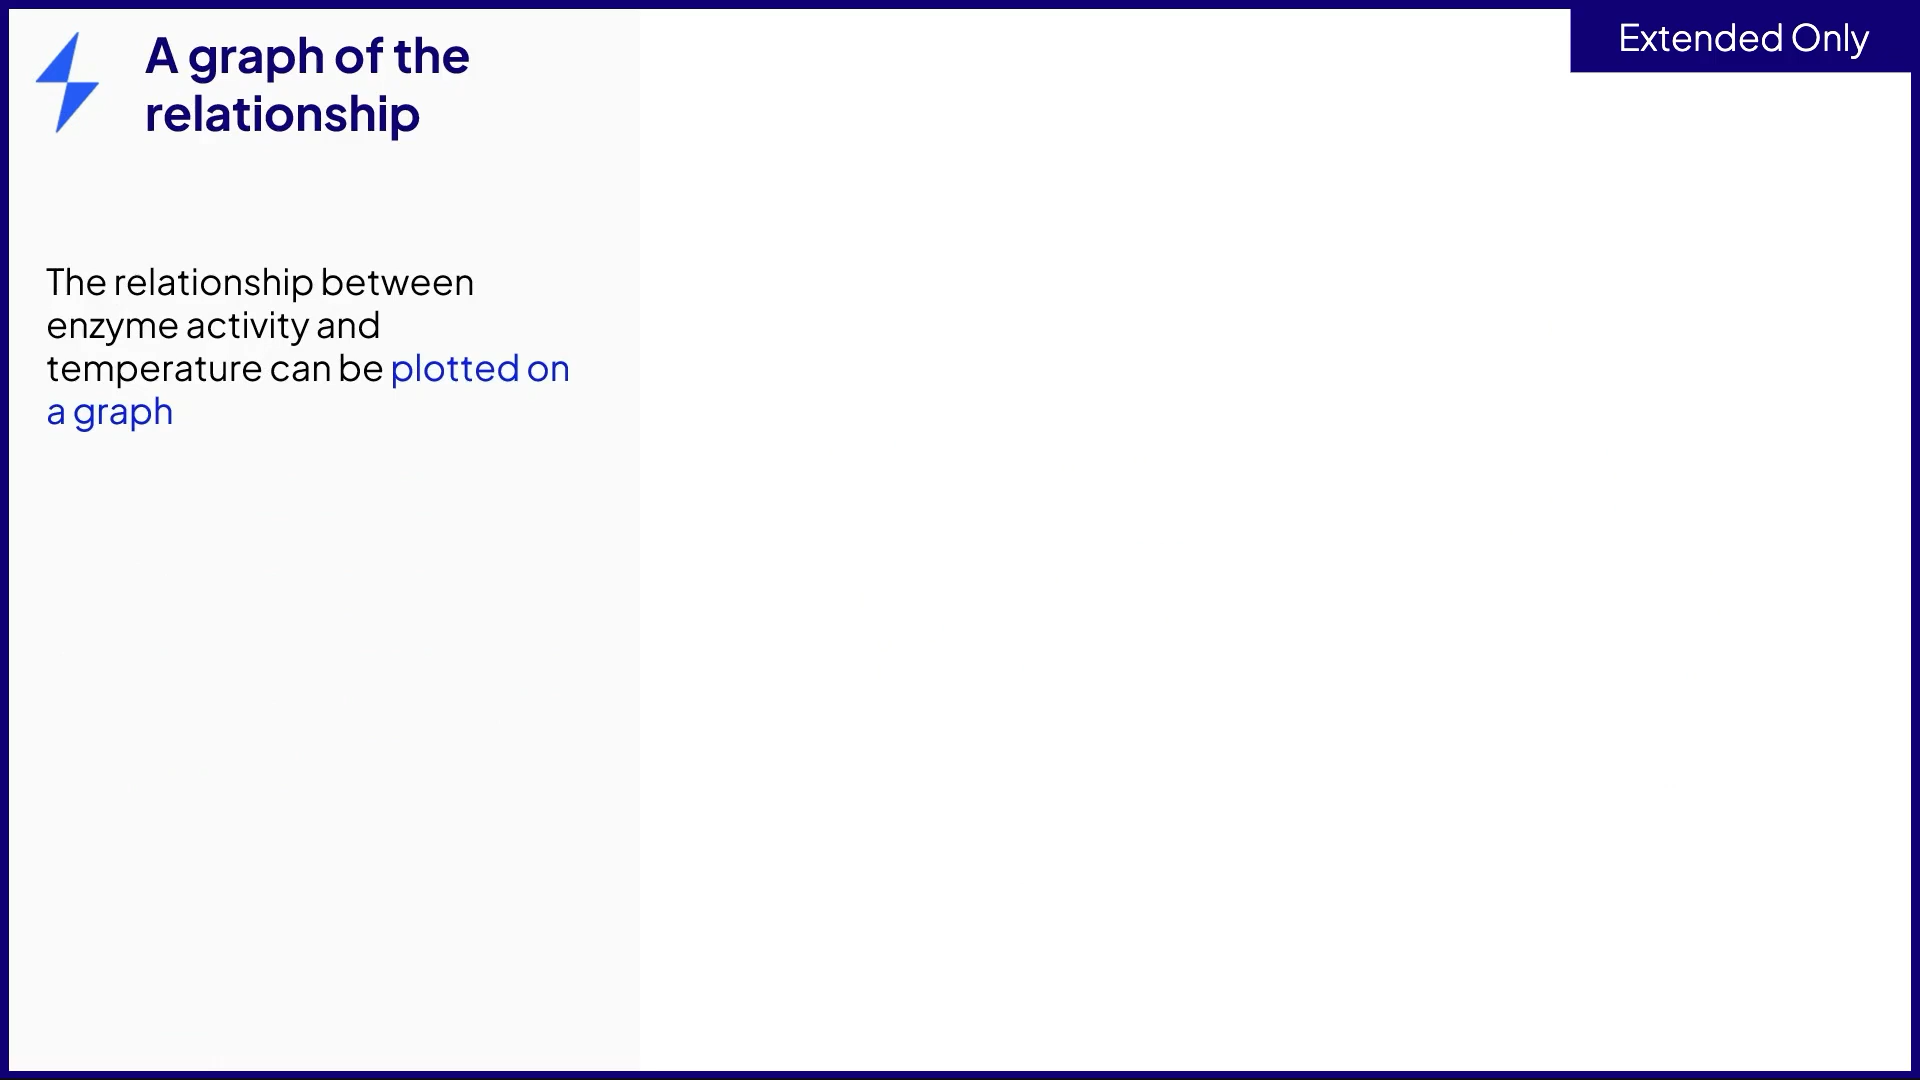 A graph of the
relationship
Extended Only
The relationship between
enzyme activity and
temperature can be plotted on
a graph